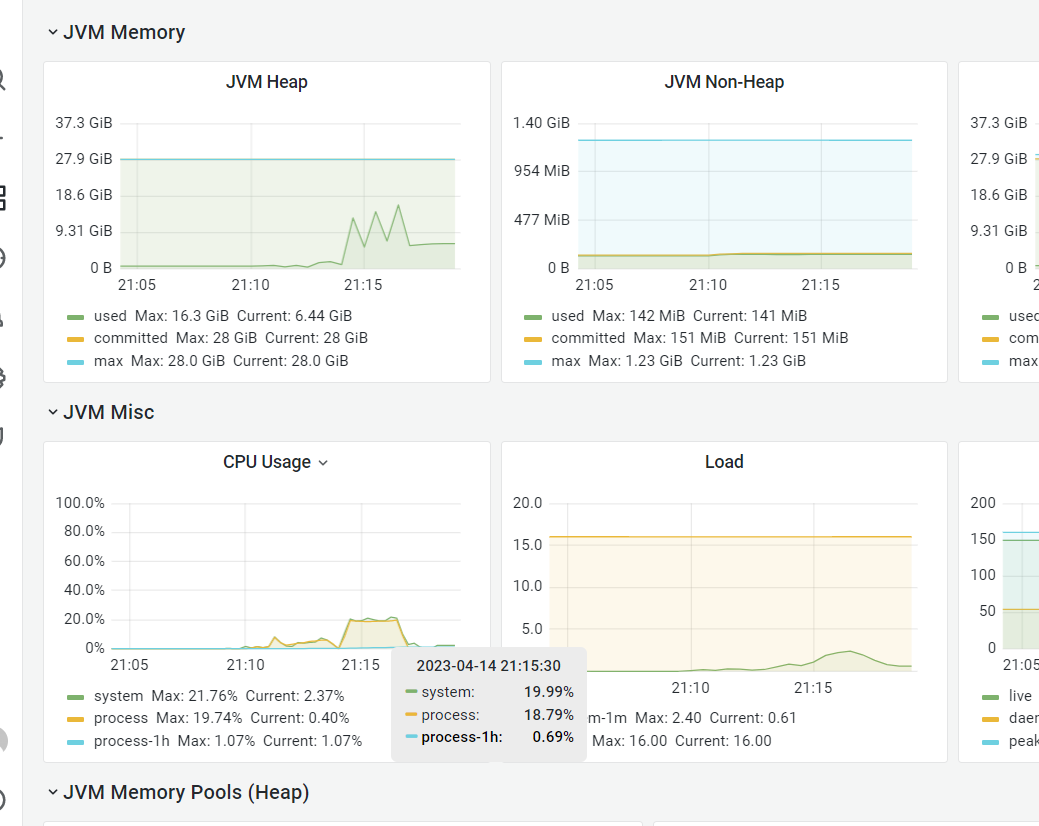 JVM Memory
JVM Heap
37.3 GiB
27.9 GiB
18.6 GiB
9.31 GiB
0 B
21:05 21:10 21:15
used Max: 16.3 GiB Current: 6.44 GiB
committed Max: 28 GiB Current: 28 GiB
max Max: 28.0 GiB Current: 28.0 GiB
JVM Non-Heap
1.40 GiB
954 MiB
477 MiB
0 B
21:05 21:10 21:15
used Max: 142 MiB Current: 141 MiB
committed Max: 151 MiB Current: 151 MiB
max Max: 1.23 GiB Current: 1.23 GiB
37.3 GiB
27.9 GiB
18.6 GiB
9.31 GiB
0 B
2
used
com
max
JVM Misc
CPU Usage
100.0%
80.0%
60.0%
40.0%
20.0%
0%
21:05 21:10 21:15
system Max: 21.76% Current: 2.37%
process Max: 19.74% Current: 0.40%
process-1h Max: 1.07% Current: 1.07%
2023-04-14 21:15:30
system: 19.99%
process: 18.79%
process-1h: 0.69%
Load
20.0
15.0
10.0
5.0
21:10 21:15
m-1m Max: 2.40 Current: 0.61
Max: 16.00 Current: 16.00
200
150
100
50
0
21:05
live
daer
peak
JVM Memory Pools (Heap)